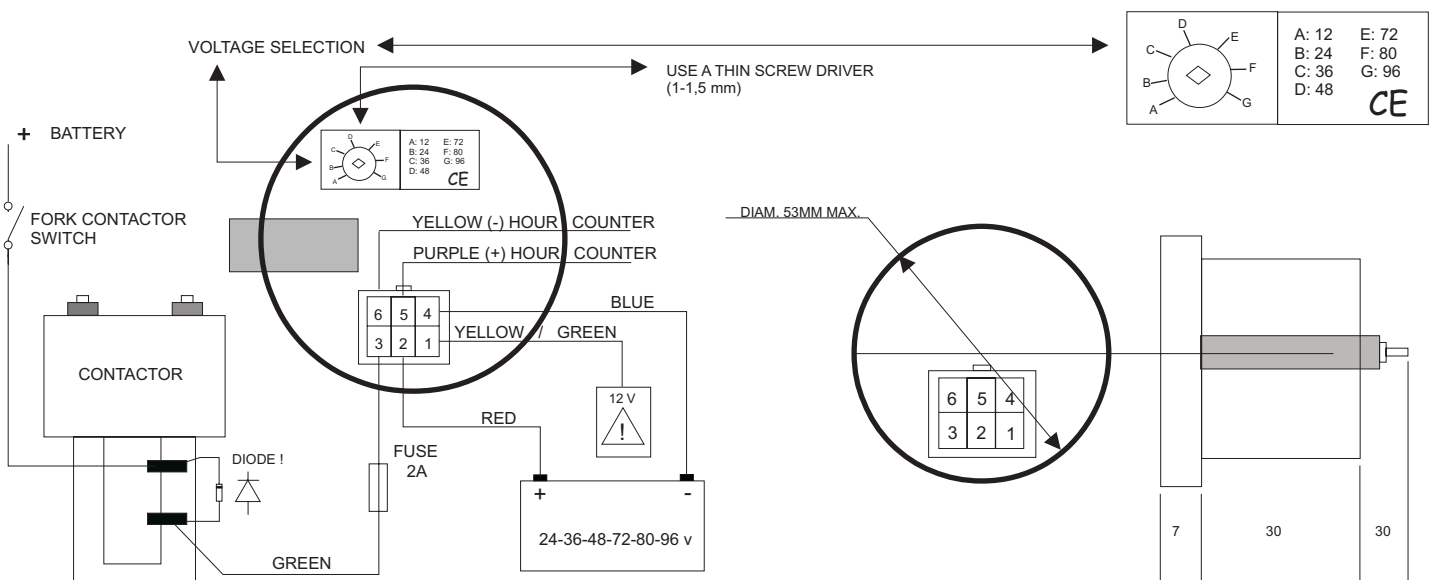 VOLTAGE SELECTION
USE A THIN SCREW DRIVER
(1-1,5 mm)
D
C
E
B
F
A
G
A: 12 E: 72
B: 24 F: 80
C: 36 G: 96
D: 48
CE
+ BATTERY
FORK CONTACTOR
SWITCH
D
C
E
B
F
A
G
A: 12 E: 72
B: 24 F: 80
C: 36 G: 96
D: 48
CE
YELLOW (-) HOUR COUNTER
PURPLE (+) HOUR COUNTER
6 5 4
3 2 1
BLUE
YELLOW / GREEN
CONTACTOR
DIODE !
GREEN
FUSE
2A
RED
12 V
!
+ -
24-36-48-72-80-96 v
DIAM. 53MM MAX.
6 5 4
3 2 1
7 30 30